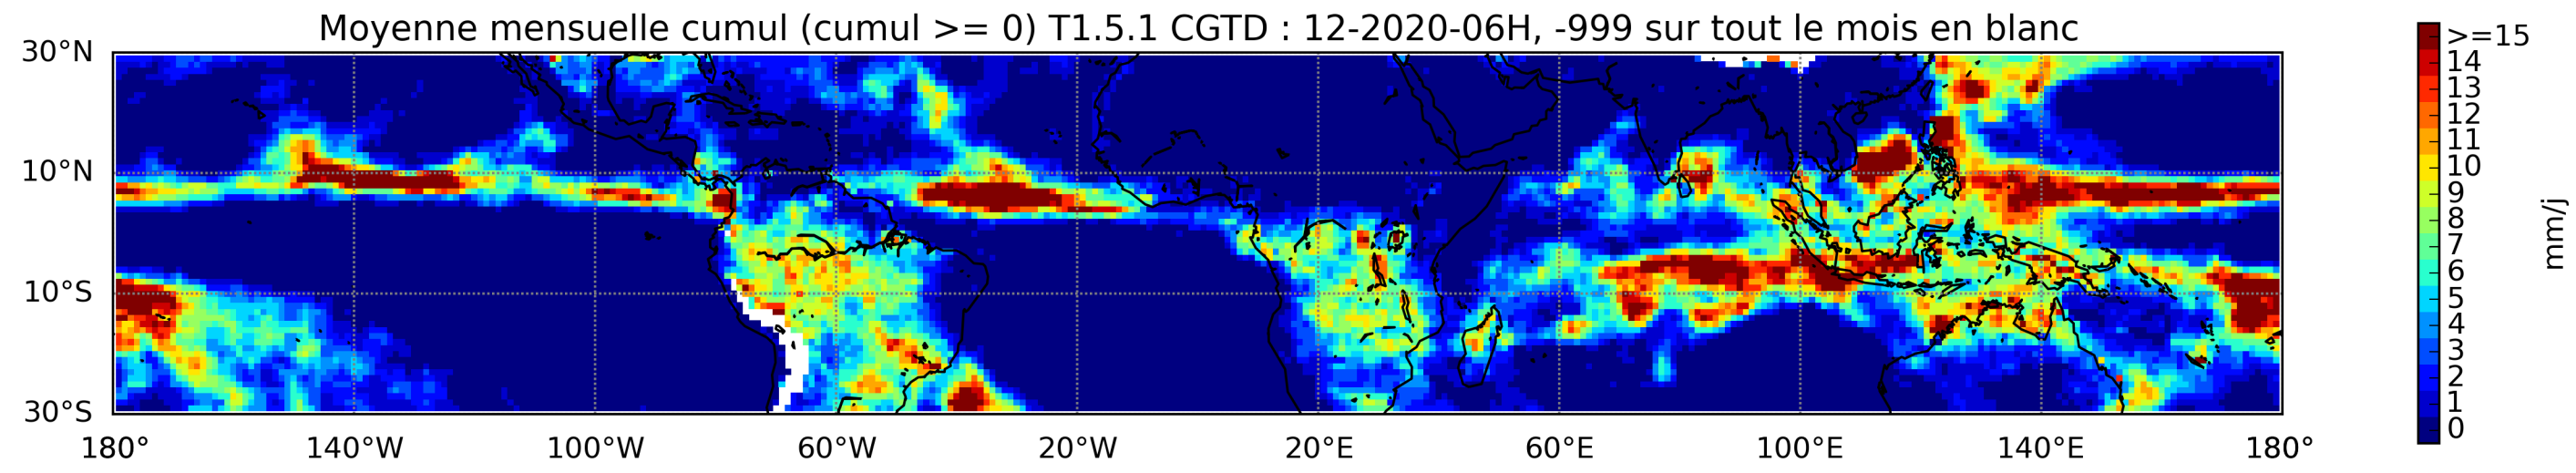 Moyenne mensuelle cumul (cumul >= 0) T1.5.1 CGTD : 12-2020-06H, -999 sur tout le mois en blanc
30°N
10°N
10°S
30°S
180° 140°W 100°W 60°W 20°W 20°E 60°E 100°E 140°E 180°
>=15
14
13
12
11
10
9
8
7
6
5
4
3
2
1
0
mm/j